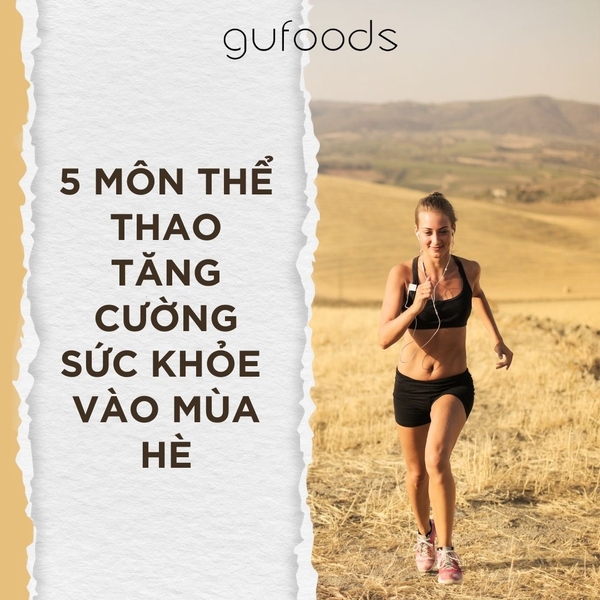 gufoods
5 MÔN THỂ
THAO
TĂNG
CƯỜNG
SỨC KHỎE
VÀO MÙA
HÈ